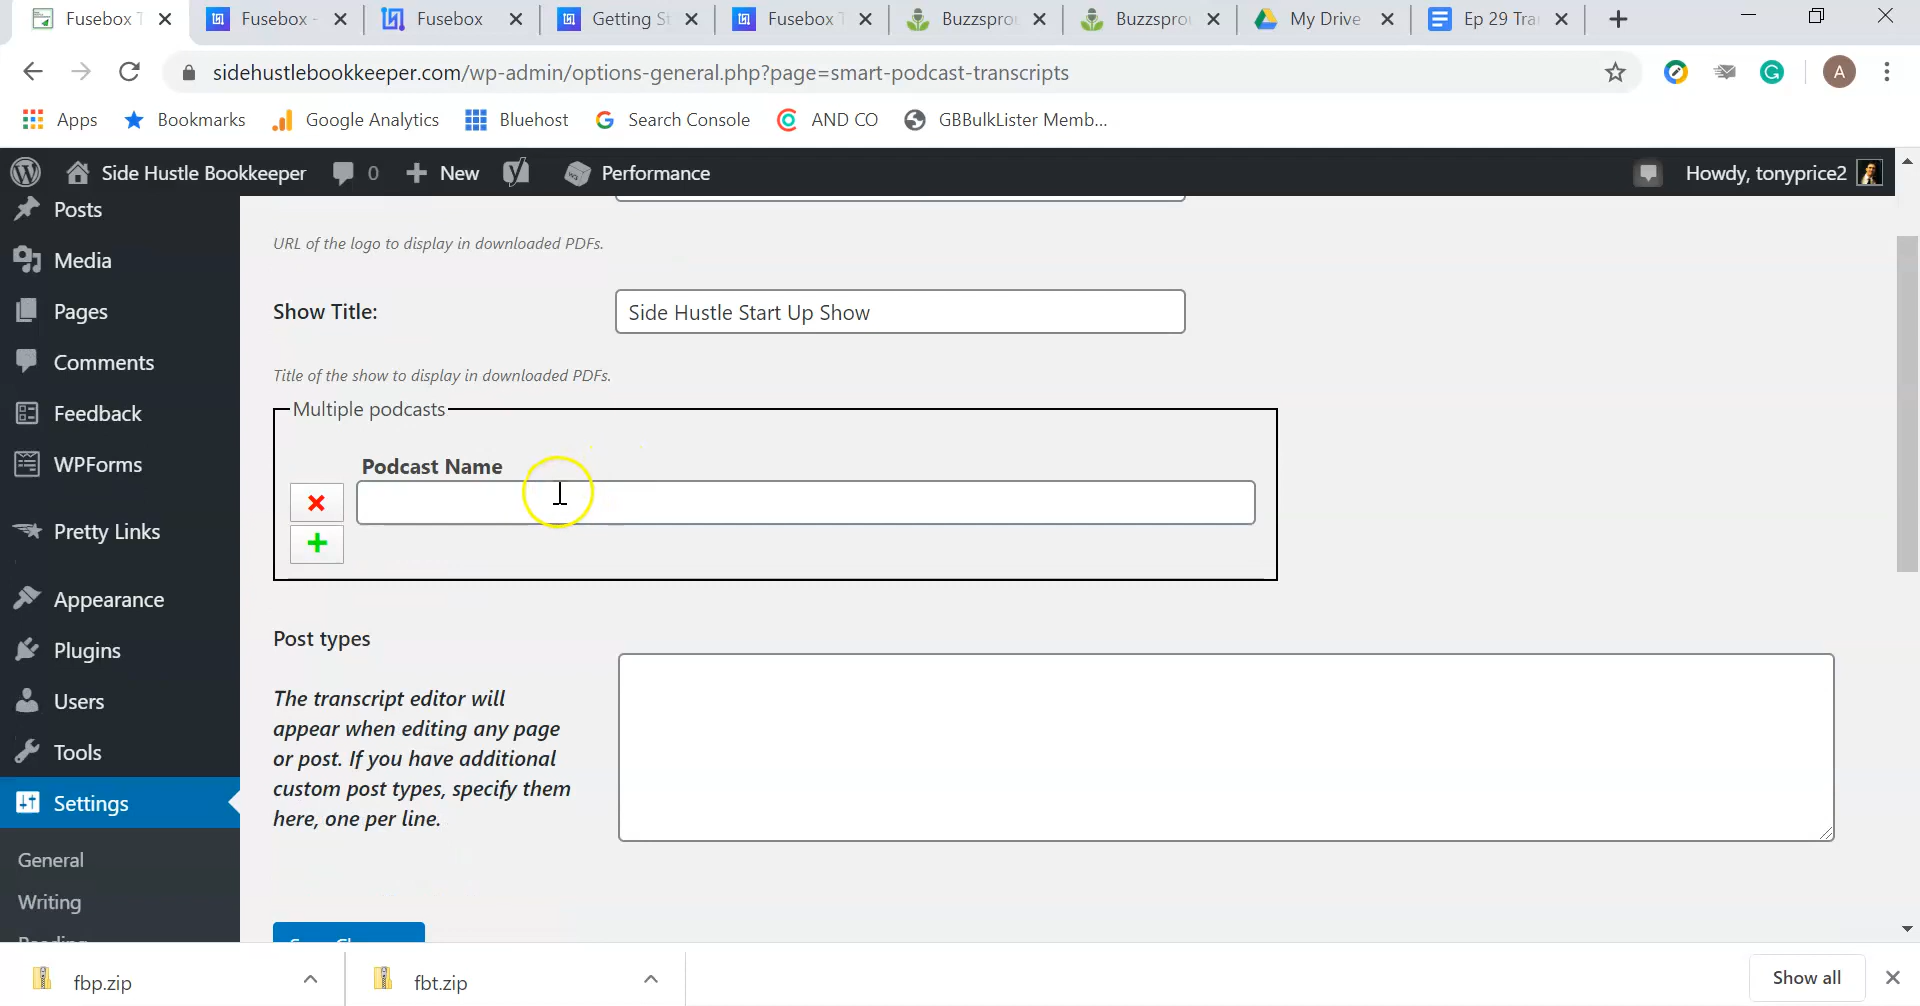 Fusebox T
Fusebox -
Fusebox
Getting S
Fusebox T
Buzzspro
Buzzspro
My Drive
Ep 29 Tra
sidehustlebookkeeper.com/wp-admin/options-general.php?page=smart-podcast-transcripts
A
Apps
Bookmarks
Google Analytics
Bluehost
Search Console
AND CO
GBBulkLister Memb...
Side Hustle Bookkeeper
0
New
Performance
Howdy, tonyprice2
Posts
Media
Pages
Comments
Feedback
WPForms
Pretty Links
Appearance
Plugins
Users
Tools
Settings
General
Writing
URL of the logo to display in downloaded PDFs.
Show Title:
Side Hustle Start Up Show
Title of the show to display in downloaded PDFs.
Multiple podcasts
Podcast Name
Post types
The transcript editor will
appear when editing any page
or post. If you have additional
custom post types, specify them
here, one per line.
fbp.zip
fbt.zip
Show all